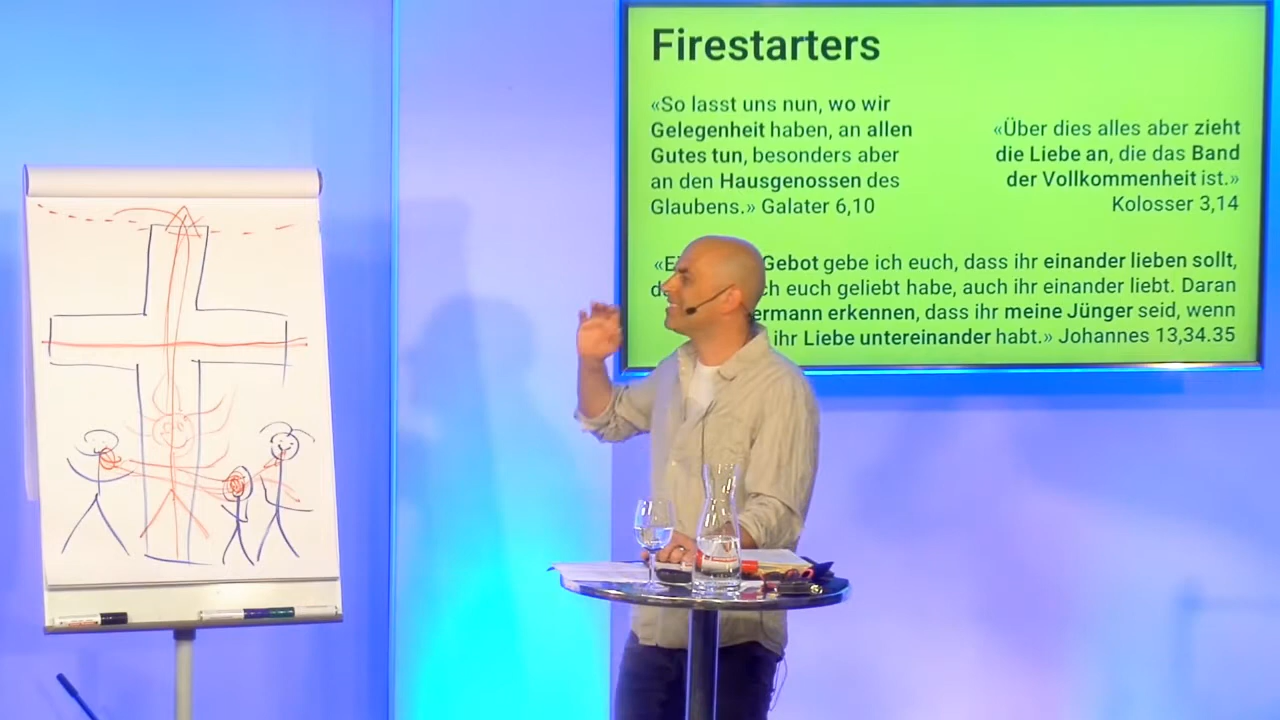 Firestarters
«So lasst uns nun, wo wir
Gelegenheit haben, an allen
Gutes tun, besonders aber
an den Hausgenossen des
Glaubens.» Galater 6,10
«Über dies alles aber zieht
die Liebe an, die das Band
der Vollkommenheit ist.»
Kolosser 3,14
Gebot gebe ich euch, dass ihr einander lieben sollt,
euch geliebt habe, auch ihr einander liebt. Daran
erkennen, dass ihr meine Jünger seid, wenn
ihr Liebe untereinander habt.» Johannes 13,34.35